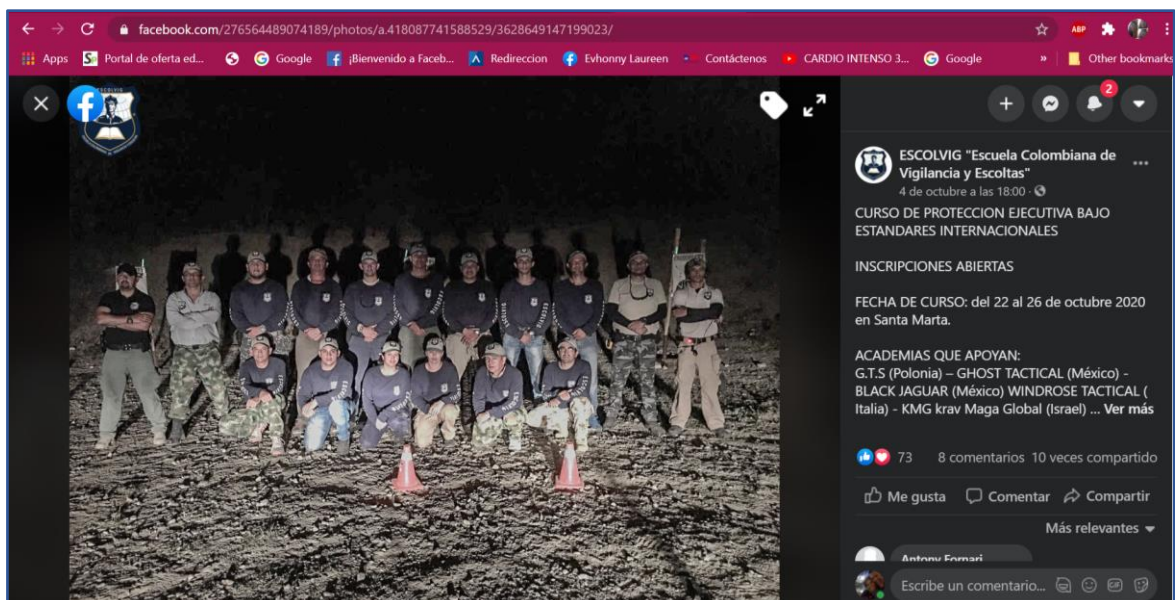 facebook.com/276564489074189/photos/a.418087741588529/3628649147199023/
ABP
Apps
Portal de oferta ed...
Google
¡Bienvenido a Faceb...
Redireccion
Evhonny Laureen
Contáctenos
CARDIO INTENSO 3...
Google
»
Other bookmarks
ESCOLVIG
2
ESCOLVIG "Escuela Colombiana de
Vigilancia y Escoltas"
4 de octubre a las 18:00 ·
CURSO DE PROTECCION EJECUTIVA BAJO
ESTANDARES INTERNACIONALES
INSCRIPCIONES ABIERTAS
FECHA DE CURSO: del 22 al 26 de octubre 2020
en Santa Marta.
ACADEMIAS QUE APOYAN:
G.T.S (Polonia) – GHOST TACTICAL (México) -
BLACK JAGUAR (México) WINDROSE TACTICAL (
Italia) - KMG krav Maga Global (Israel) ... Ver más
73 8 comentarios 10 veces compartido
Me gusta Comentar Compartir
Más relevantes
Antony Fornari
Escribe un comentario...
GIF